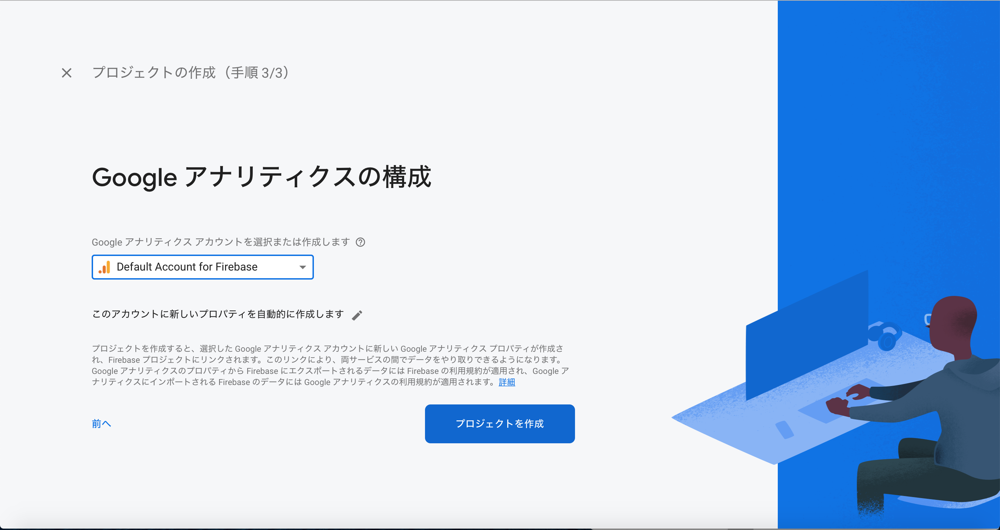 プロジェクトの作成（手順 3/3）
Google アナリティクスの構成
Google アナリティクス アカウントを選択または作成します
Default Account for Firebase
このアカウントに新しいプロパティを自動的に作成します
プロジェクトを作成すると、選択した Google アナリティクス アカウントに新しい Google アナリティクス プロパティが作成さ
れ、Firebase プロジェクトにリンクされます。このリンクにより、両サービスの間でデータをやり取りできるようになります。
Google アナリティクスのプロパティから Firebase にエクスポートされるデータには Firebase の利用規約が適用され、Google ア
ナリティクスにインポートされる Firebase のデータには Google アナリティクスの利用規約が適用されます。詳細
前へ
プロジェクトを作成